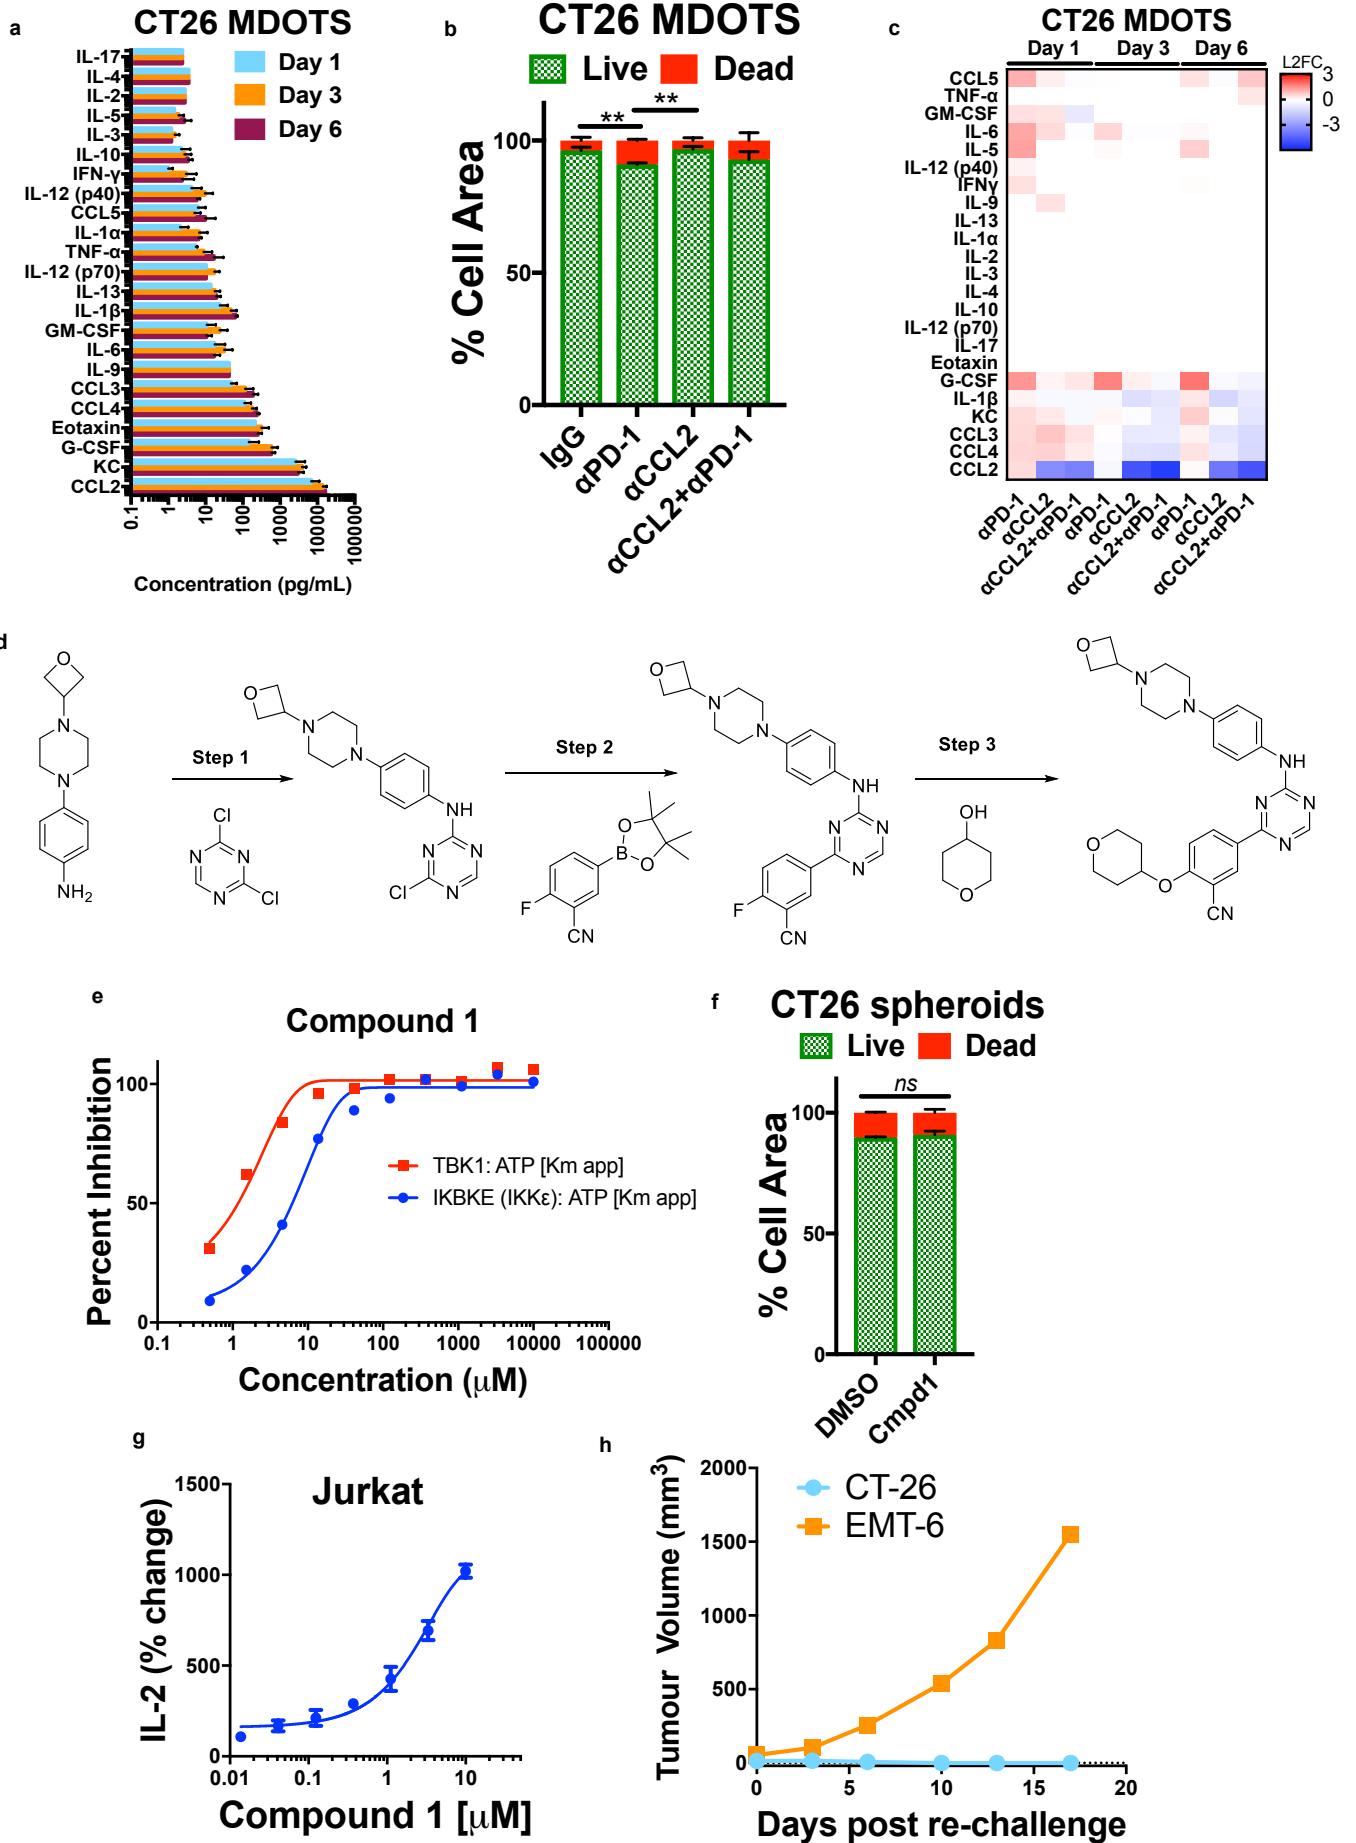 a
CT26 MDOTS
Day 1
Day 3
Day 6
IL-17
IL-4
IL-2
IL-5
IL-3
IL-10
IFN-γ
IL-12 (p40)
CCL5
IL-1α
TNF-α
IL-12 (p70)
IL-13
IL-1β
GM-CSF
IL-6
IL-9
CCL3
CCL4
Eotaxin
G-CSF
KC
CCL2
0.1 1 10 100 1000 10000 100000
Concentration (pg/mL)
b
CT26 MDOTS
Live Dead
** **
100
50
0
% Cell Area
IgG
αPD-1
αCCL2
αCCL2+αPD-1
c
CT26 MDOTS
Day 1 Day 3 Day 6
L2FC
3
0
-3
CCL5
TNF-α
GM-CSF
IL-6
IL-5
IL-12 (p40)
IFNγ
IL-9
IL-13
IL-1α
IL-2
IL-3
IL-4
IL-10
IL-12 (p70)
IL-17
Eotaxin
G-CSF
IL-1β
KC
CCL3
CCL4
CCL2
αPD-1 αCCL2 αCCL2+αPD-1 αPD-1 αCCL2 αCCL2+αPD-1 αPD-1 αCCL2 αCCL2+αPD-1
d
O
N
N
NH2
Step 1
Cl
N N
N Cl
O
N
N
NH
N N
Cl N
Step 2
O
B
O
F
CN
O
N
N
NH
N N
N
F
CN
Step 3
OH
O
O
N
N
NH
N N
N
O
O
CN
e
Compound 1
Percent Inhibition
100
50
0
TBK1: ATP [Km app]
IKBKE (IKKε): ATP [Km app]
0.1 1 10 100 1000 10000 100000
Concentration (μM)
f
CT26 spheroids
Live Dead
ns
100
50
0
% Cell Area
DMSO
Cmpd1
g
Jurkat
IL-2 (% change)
1500
1000
500
0
0.01 0.1 1 10
Compound 1 [μM]
h
CT-26
EMT-6
Tumour Volume (mm3)
2000
1500
1000
500
0
0 5 10 15 20
Days post re-challenge